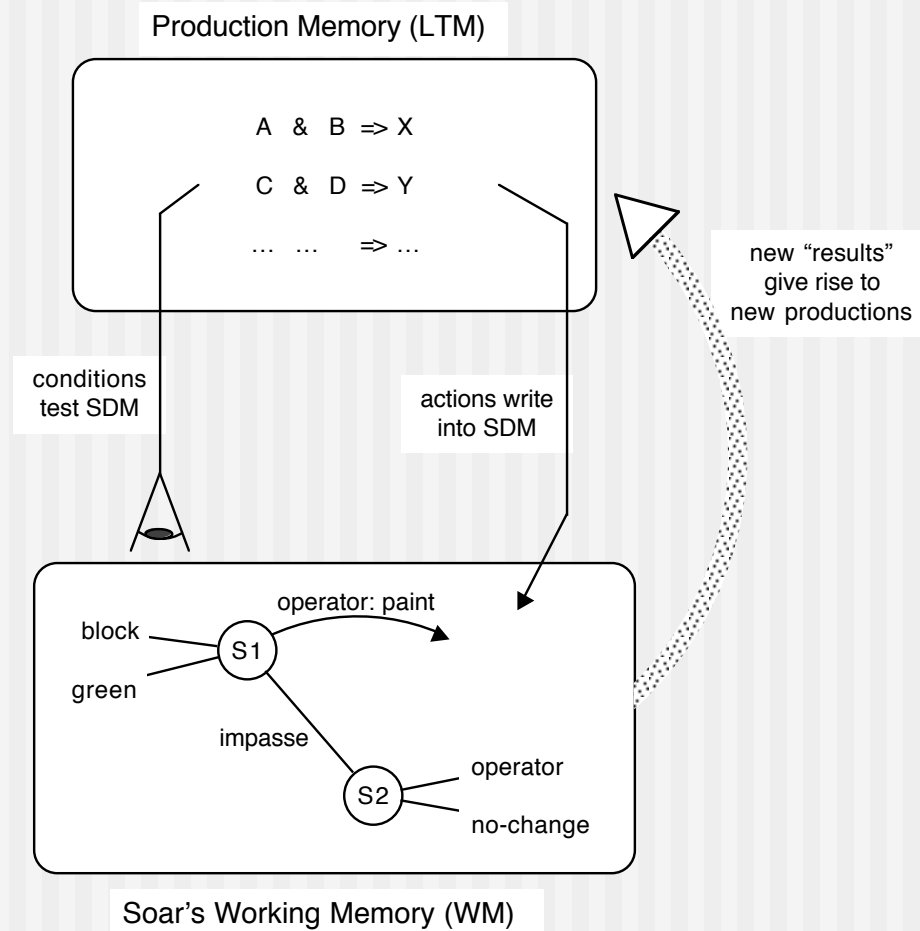 Production Memory (LTM)
A & B => X
C & D => Y
... ... => ...
new “results”
give rise to
new productions
conditions
test SDM
actions write
into SDM
operator: paint
block
S1
green
impasse
operator
S2
no-change
Soar's Working Memory (WM)